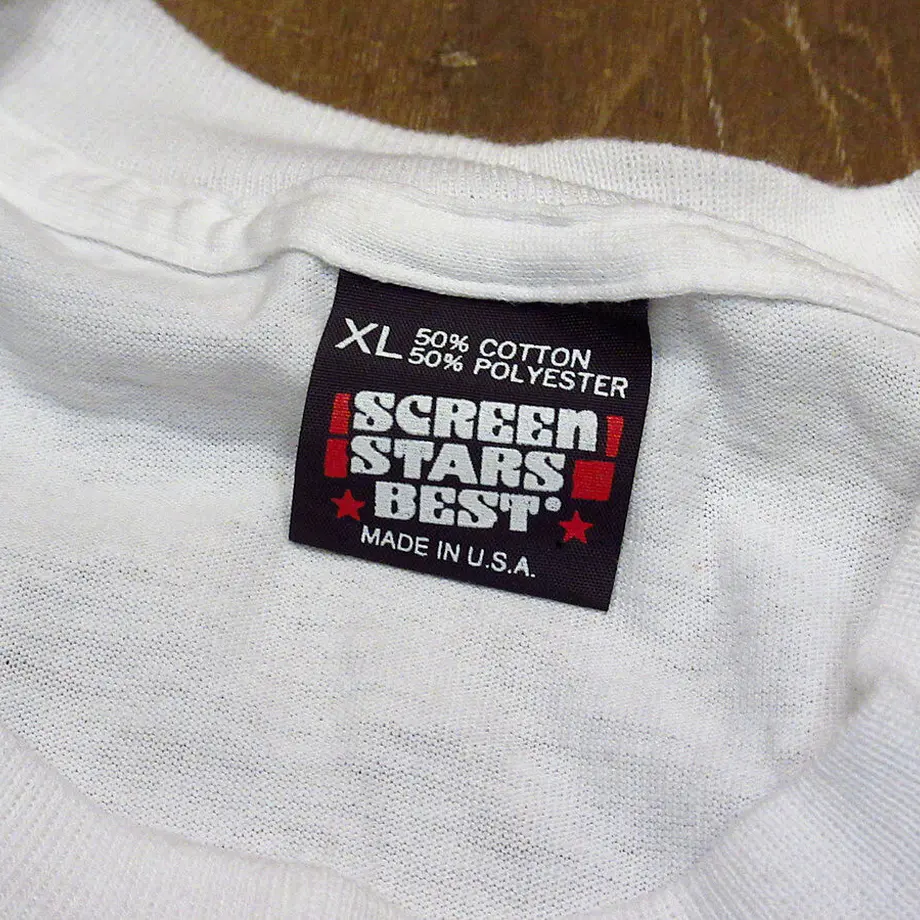 XL 50% COTTON
50% POLYESTER
SCREEN
STARS
BEST®
MADE IN U.S.A.